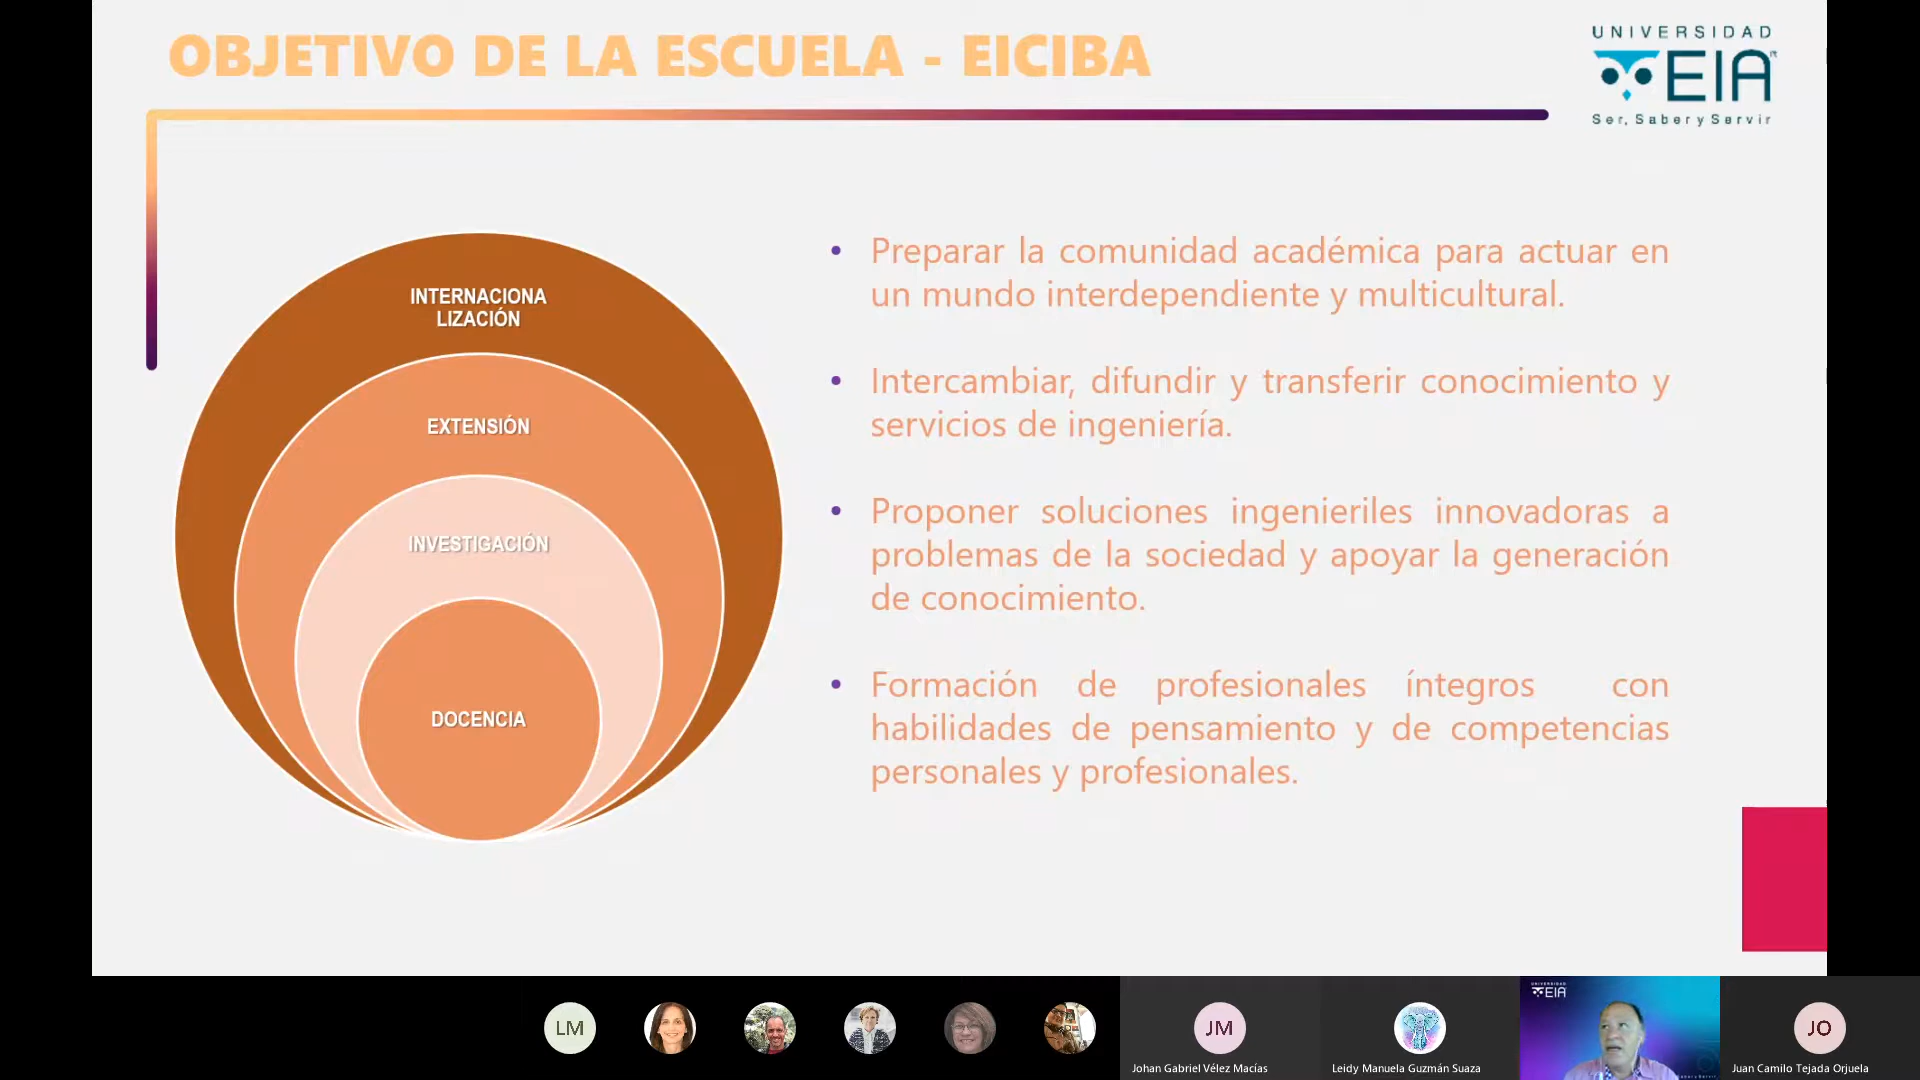 OBJETIVO DE LA ESCUELA - EICIBA
UNIVERSIDAD
EIA
Ser, Saber y Servir
INTERNACIONA
LIZACIÓN
EXTENSIÓN
INVESTIGACIÓN
DOCENCIA
• Preparar la comunidad académica para actuar en
un mundo interdependiente y multicultural.
• Intercambiar, difundir y transferir conocimiento y
servicios de ingeniería.
• Proponer soluciones ingenieriles innovadoras a
problemas de la sociedad y apoyar la generación
de conocimiento.
• Formación de profesionales íntegros con
habilidades de pensamiento y de competencias
personales y profesionales.
LM
JM
Johan Gabriel Vélez Macías
Leidy Manuela Guzmán Suaza
UNIVERSIDAD
EIA
JO
Juan Camilo Tejada Orjuela